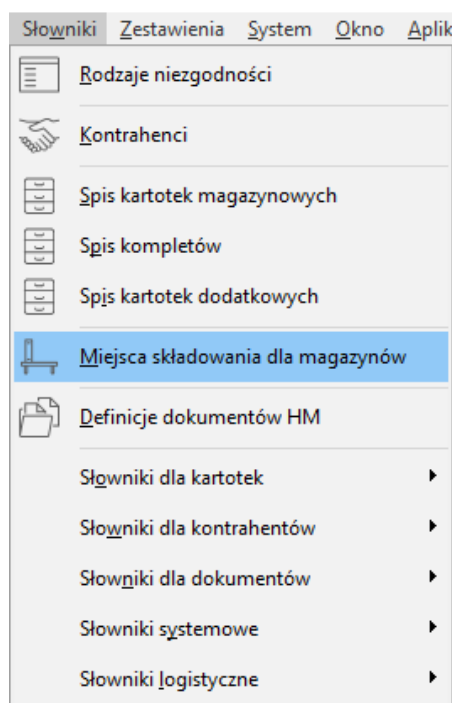 Słowniki Zestawienia System Okno Aplik
Rodzaje niezgodności
Kontrahenci
Spis kartotek magazynowych
Spis kompletów
Spis kartotek dodatkowych
Miejsca składowania dla magazynów
Definicje dokumentów HM
Słowniki dla kartotek
Słowniki dla kontrahentów
Słowniki dla dokumentów
Słowniki systemowe
Słowniki logistyczne